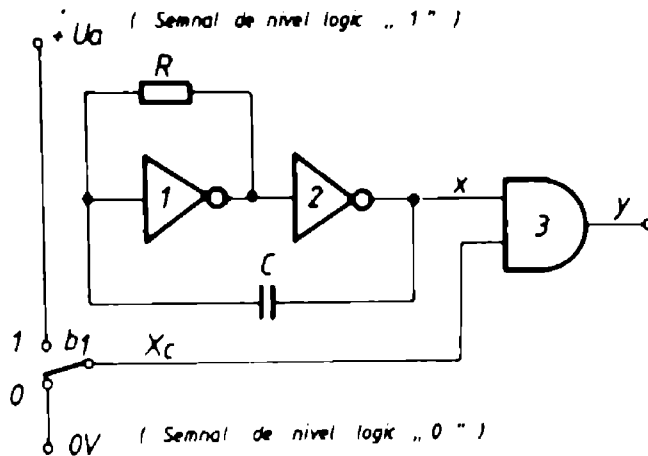 + Ua ( Semnal de nivel logic „ 1 ” )
R
1
2
x
3
y
C
1
b1
Xc
0
0V ( Semnal de nivel logic „ 0 ” )